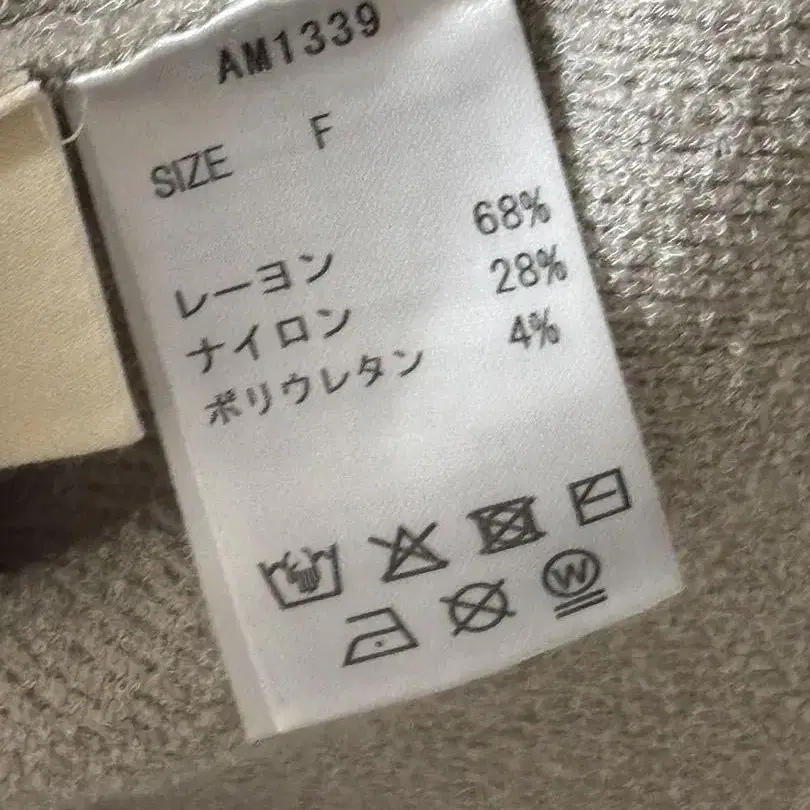 AM1339
SIZE F
レーヨン 68%
ナイロン 28%
ポリウレタン 4%
W